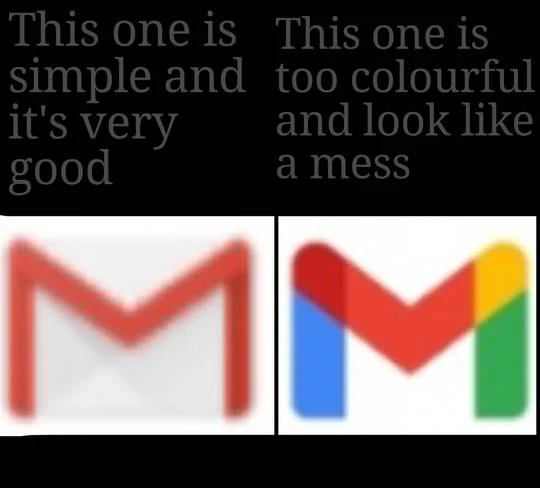 This one is
simple and
it's very
good
This one is
too colourful
and look like
a mess